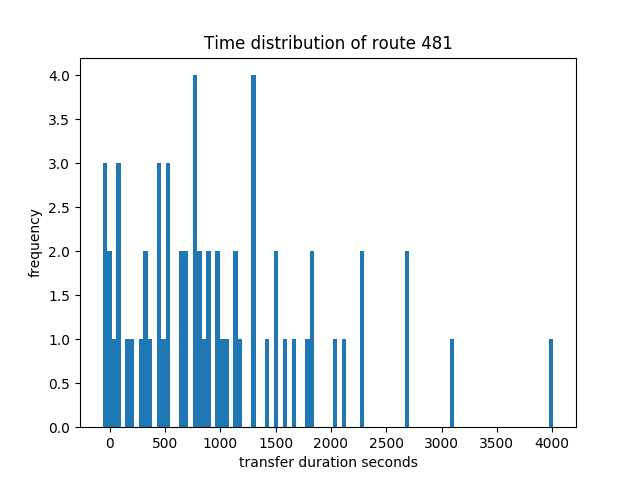 Time distribution of route 481
4.0
3.5
3.0
2.5
2.0
1.5
1.0
0.5
0.0
frequency
0 500 1000 1500 2000 2500 3000 3500 4000
transfer duration seconds